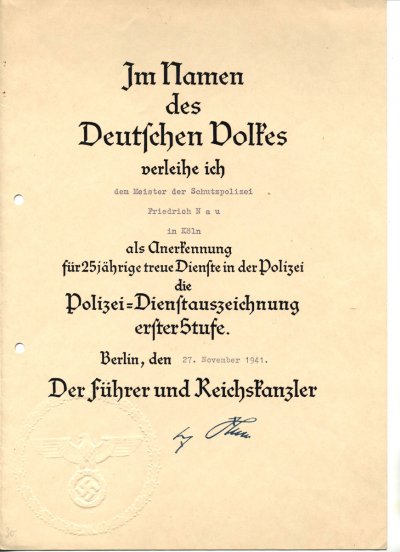 Im Namen
des
Deutschen Volkes
verleihe ich
dem Meister der Schutzpolizei
Friedrich N a u
in Köln
als Anerkennung
für 25jährige treue Dienste in der Polizei
die
Polizei=Dienstauszeichnung
erster Stufe.
Berlin, den 27. November 1941.
Der Führer und Reichskanzler
30